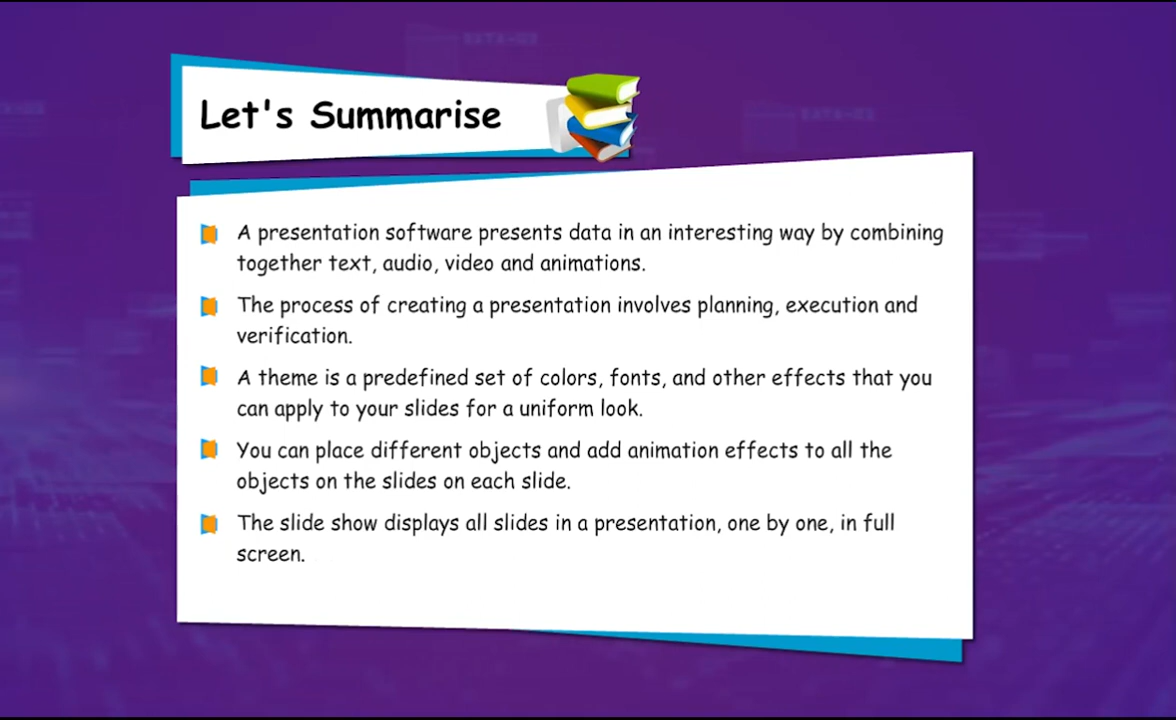 Let's Summarise
A presentation software presents data in an interesting way by combining
together text, audio, video and animations.
The process of creating a presentation involves planning, execution and
verification.
A theme is a predefined set of colors, fonts, and other effects that you
can apply to your slides for a uniform look.
You can place different objects and add animation effects to all the
objects on the slides on each slide.
The slide show displays all slides in a presentation, one by one, in full
screen.